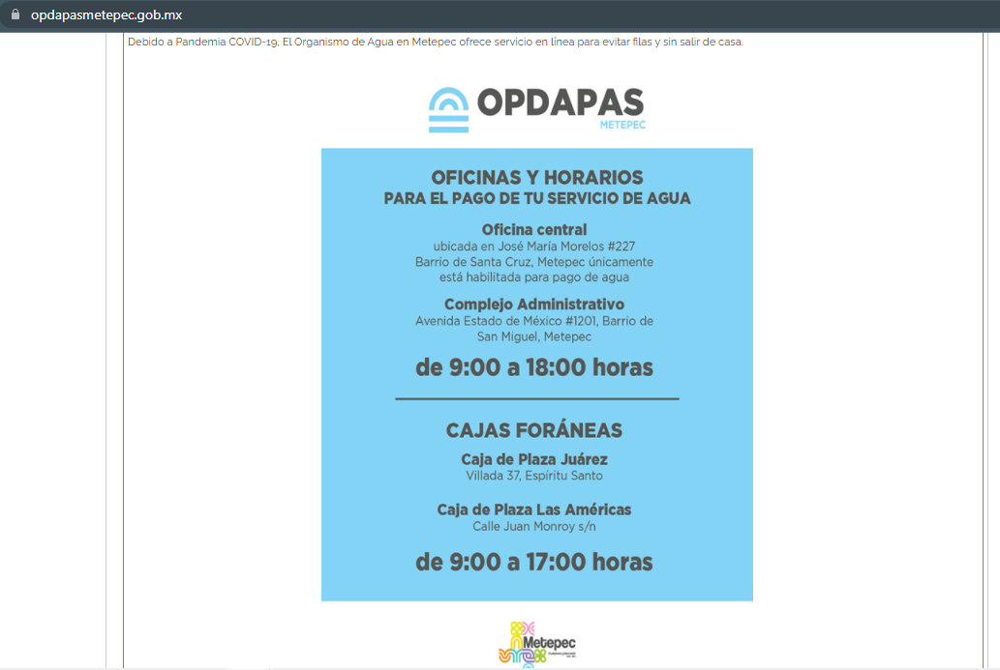 opdapasmetepec.gob.mx
Debido a Pandemia COVID-19, El Organismo de Agua en Metepec ofrece servicio en línea para evitar filas y sin salir de casa.
OPDAPAS
METEPEC
OFICINAS Y HORARIOS
PARA EL PAGO DE TU SERVICIO DE AGUA
Oficina central
ubicada en José María Morelos #227
Barrio de Santa Cruz, Metepec únicamente
está habilitada para pago de agua
Complejo Administrativo
Avenida Estado de México #1201, Barrio de
San Miguel, Metepec
de 9:00 a 18:00 horas
CAJAS FORÁNEAS
Caja de Plaza Juárez
Villada 37, Espíritu Santo
Caja de Plaza Las Américas
Calle Juan Monroy s/n
de 9:00 a 17:00 horas
Metepec